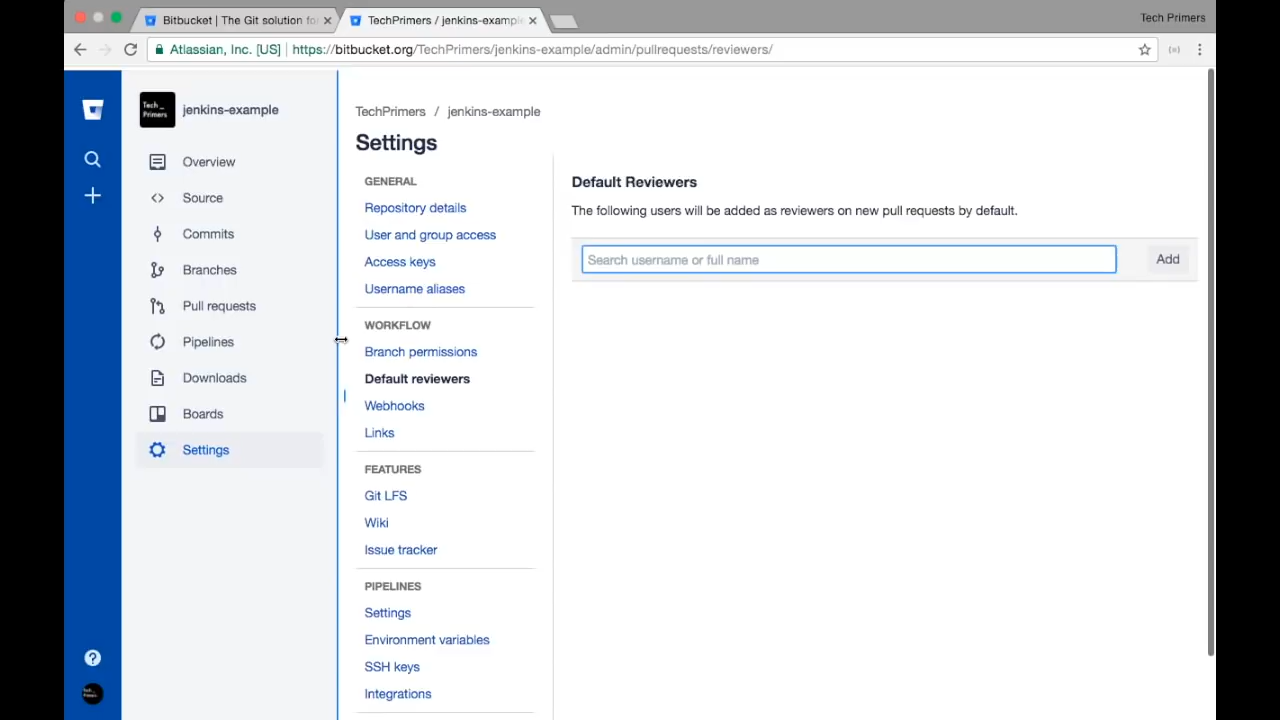 Bitbucket | The Git solution for
TechPrimers / jenkins-example
Tech Primers
Atlassian, Inc. [US]
https://bitbucket.org/TechPrimers/jenkins-example/admin/pullrequests/reviewers/
Tech_
Primers
jenkins-example
Overview
Source
Commits
Branches
Pull requests
Pipelines
Downloads
Boards
Settings
TechPrimers / jenkins-example
Settings
GENERAL
Repository details
User and group access
Access keys
Username aliases
WORKFLOW
Branch permissions
Default reviewers
Webhooks
Links
FEATURES
Git LFS
Wiki
Issue tracker
PIPELINES
Settings
Environment variables
SSH keys
Integrations
Default Reviewers
The following users will be added as reviewers on new pull requests by default.
Search username or full name
Add
?
Tech_
Primers